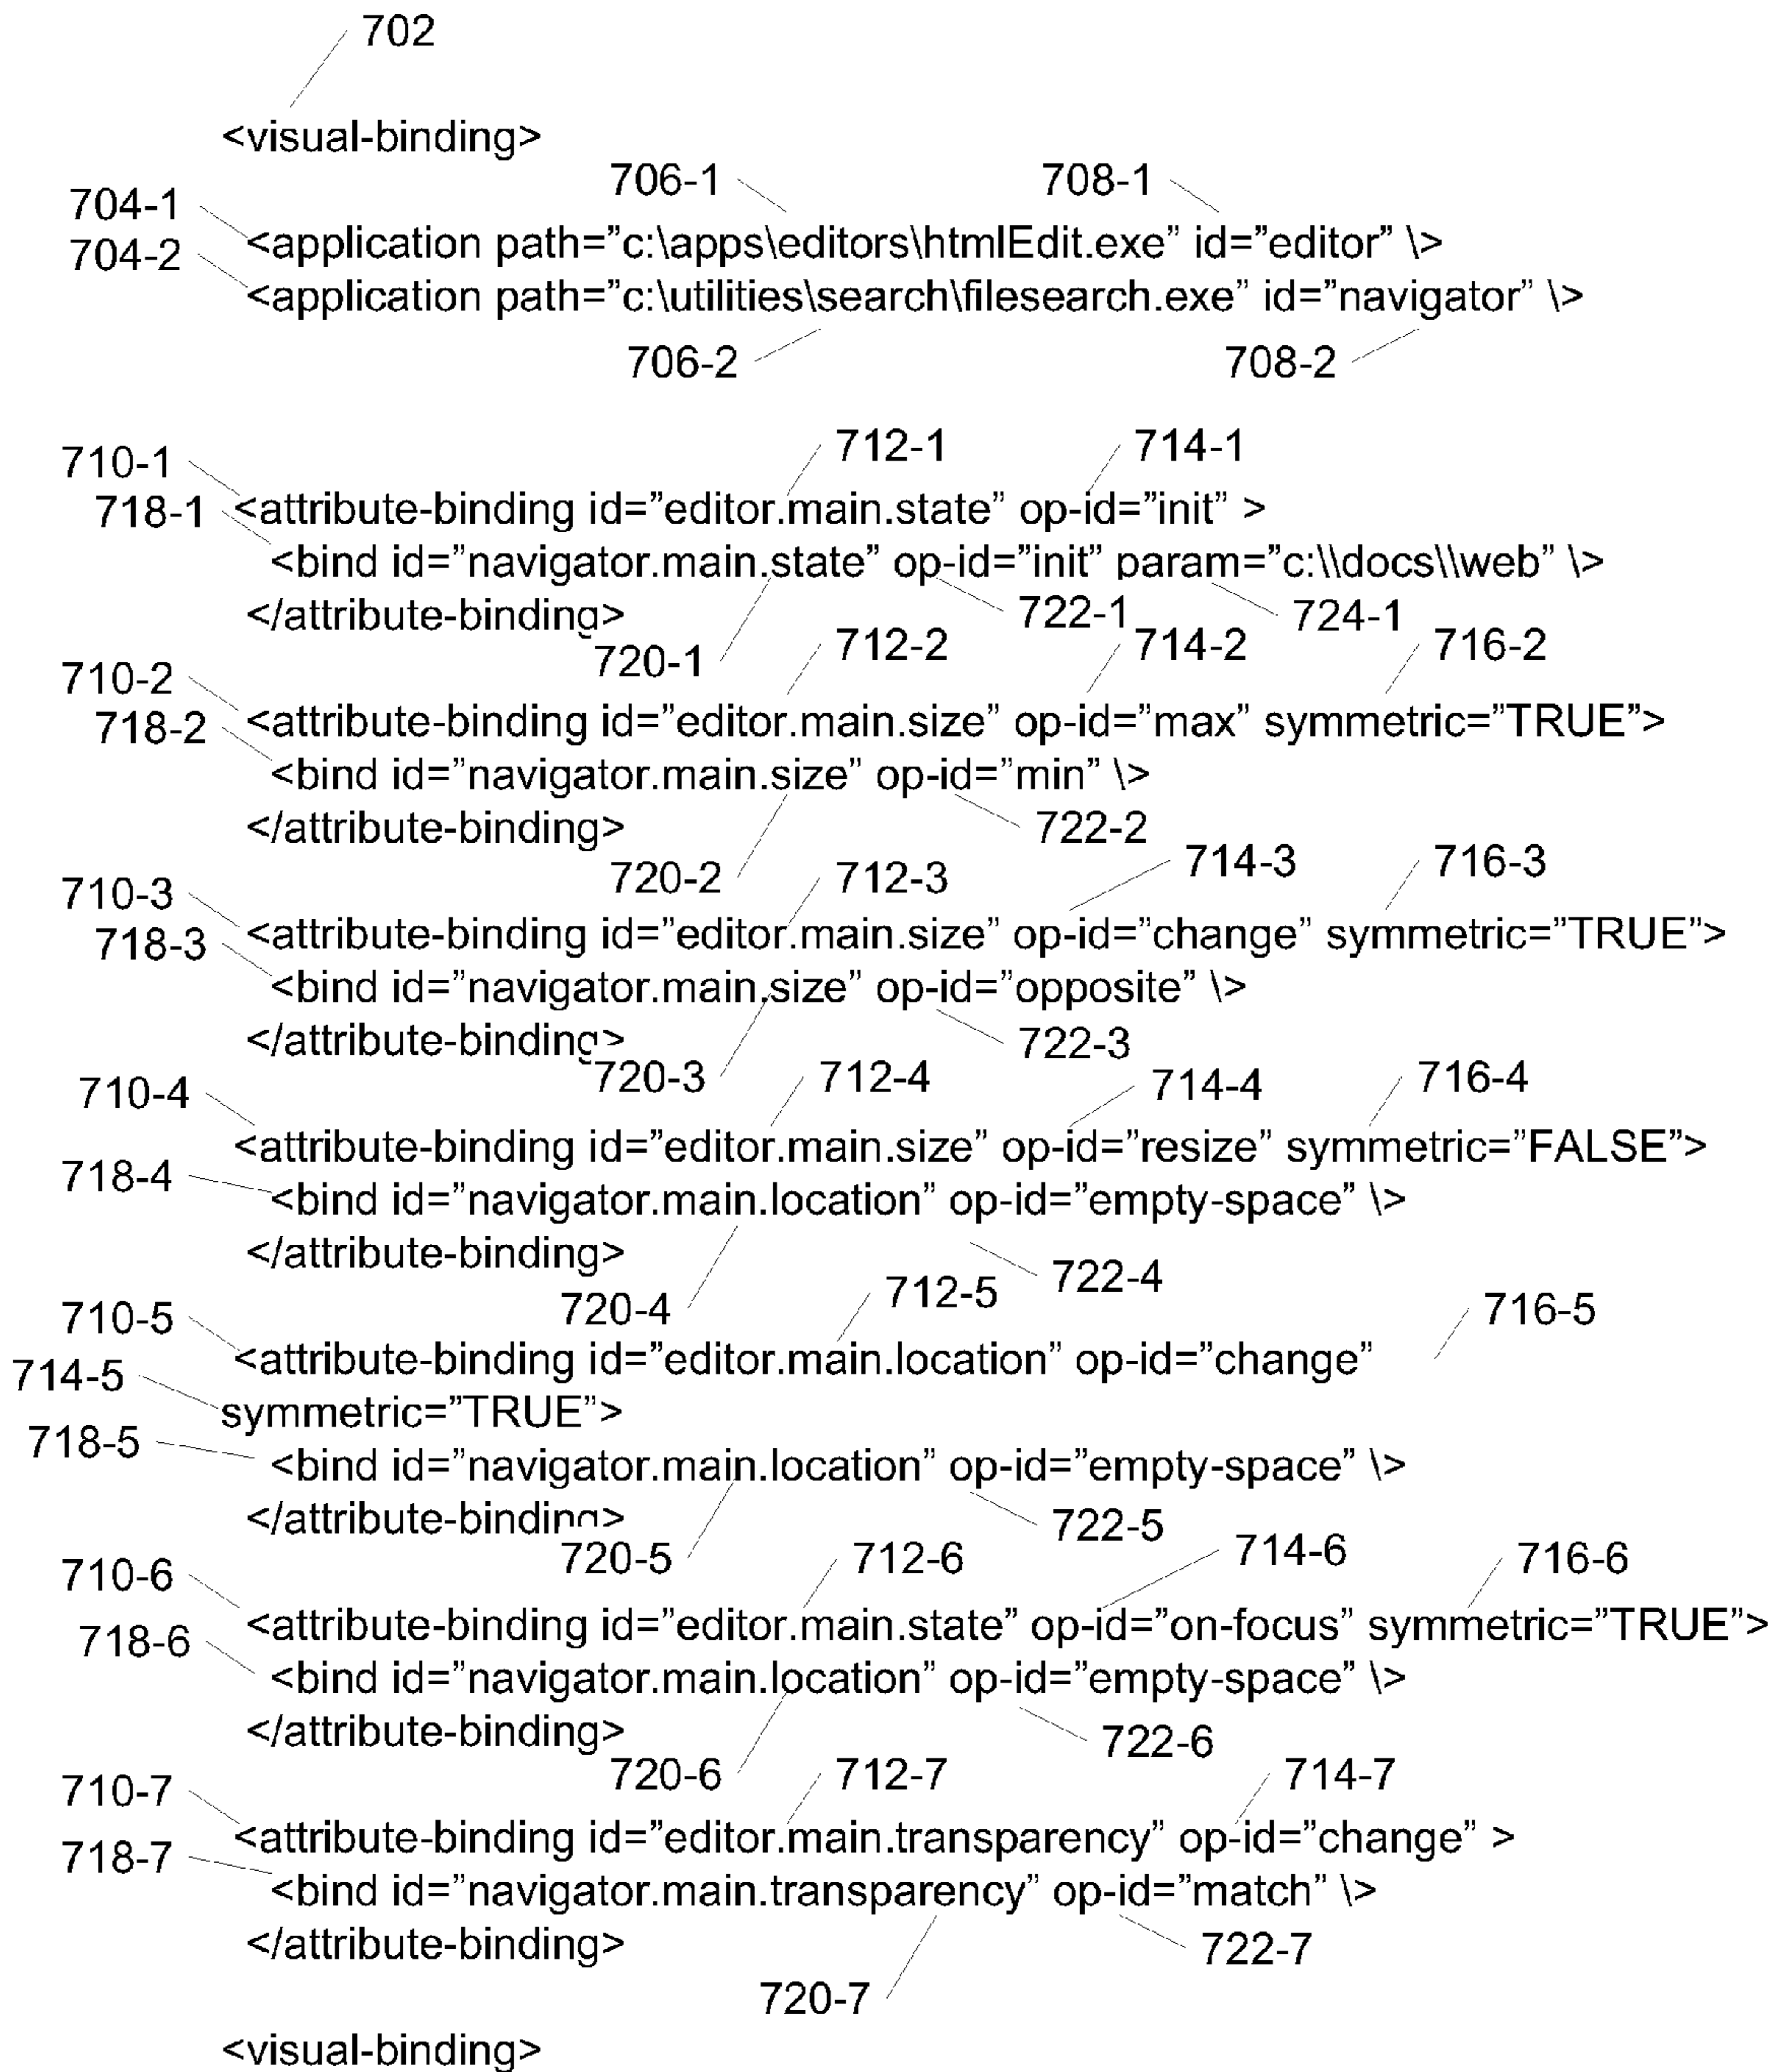 702
<visual-binding>
706-1 708-1
704-1
<application path=”c:\apps\editors\htmlEdit.exe” id=”editor” \>
704-2
<application path=”c:\utilities\search\filesearch.exe” id=”navigator” \>
706-2 708-2
712-1 714-1
710-1
718-1 <attribute-binding id=”editor.main.state” op-id=”init” >
<bind id=”navigator.main.state” op-id=”init” param=”c:\\docs\\web” \>
</attribute-binding> 722-1 724-1
720-1 712-2 714-2 716-2
710-2
718-2 <attribute-binding id=”editor.main.size” op-id=”max” symmetric=”TRUE”>
<bind id=”navigator.main.size” op-id=”min” \>
</attribute-binding> 722-2
720-2 712-3 714-3 716-3
710-3
718-3 <attribute-binding id=”editor.main.size” op-id=”change” symmetric=”TRUE”>
<bind id=”navigator.main.size” op-id=”opposite” \>
</attribute-binding> 722-3
720-3 712-4 714-4 716-4
710-4
<attribute-binding id=”editor.main.size” op-id=”resize” symmetric=”FALSE”>
718-4
<bind id=”navigator.main.location” op-id=”empty-space” \>
</attribute-binding> 722-4
720-4 712-5 716-5
710-5
<attribute-binding id=”editor.main.location” op-id=”change”
714-5
symmetric=”TRUE”>
718-5
<bind id=”navigator.main.location” op-id=”empty-space” \>
</attribute-binding> 722-5
720-5 712-6 714-6 716-6
710-6
<attribute-binding id=”editor.main.state” op-id=”on-focus” symmetric=”TRUE”>
718-6
<bind id=”navigator.main.location” op-id=”empty-space” \>
</attribute-binding> 722-6
720-6 712-7 714-7
710-7
<attribute-binding id=”editor.main.transparency” op-id=”change” >
718-7
<bind id=”navigator.main.transparency” op-id=”match” \>
</attribute-binding> 722-7
720-7
<visual-binding>